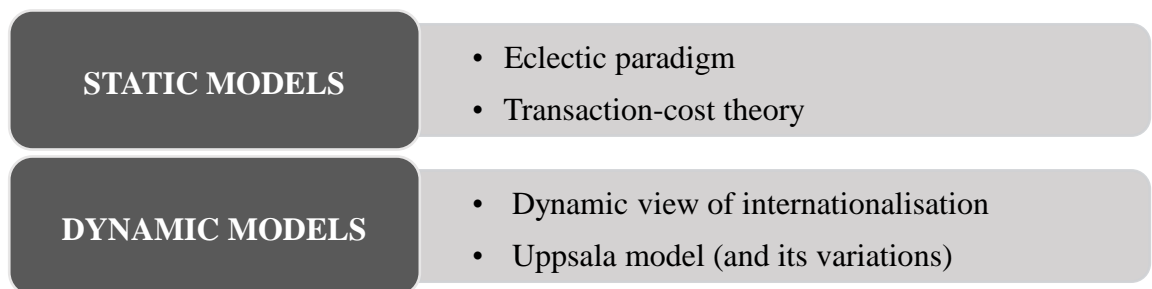 STATIC MODELS
• Eclectic paradigm
• Transaction-cost theory
DYNAMIC MODELS
• Dynamic view of internationalisation
• Uppsala model (and its variations)